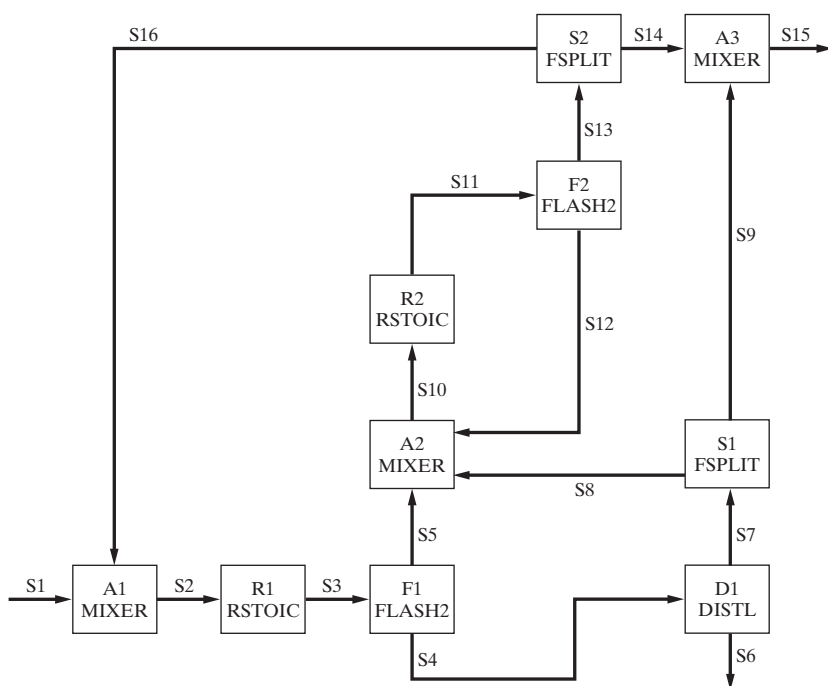 S16
S2
FSPLIT
S14
A3
MIXER
S15
S13
S11
F2
FLASH2
S9
R2
RSTOIC
S12
S10
A2
MIXER
S1
FSPLIT
S8
S5
S7
S1
A1
MIXER
S2
R1
RSTOIC
S3
F1
FLASH2
D1
DISTL
S4
S6